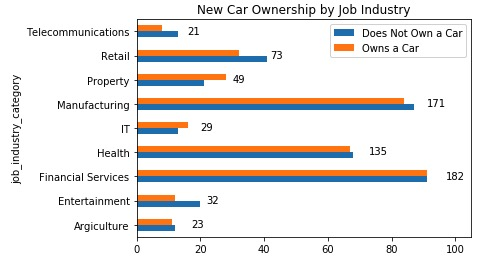 New Car Ownership by Job Industry
Does Not Own a Car
Owns a Car
job_industry_category
Telecommunications 21
Retail 73
Property 49
Manufacturing 171
IT 29
Health 135
Financial Services 182
Entertainment 32
Argiculture 23
0 20 40 60 80 100